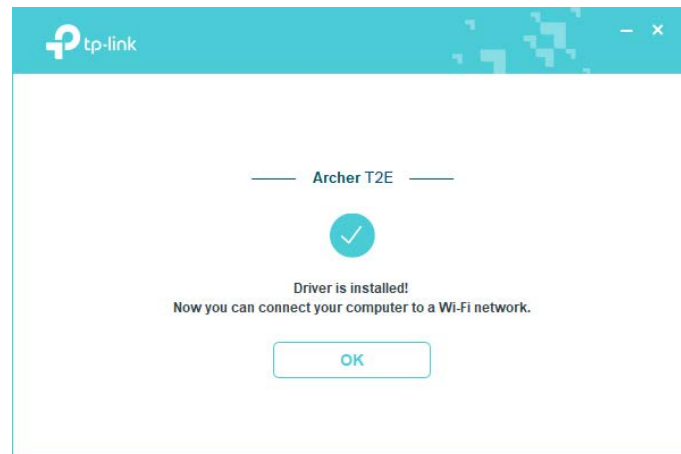 tp-link
Archer T2E
Driver is installed!
Now you can connect your computer to a Wi-Fi network.
OK